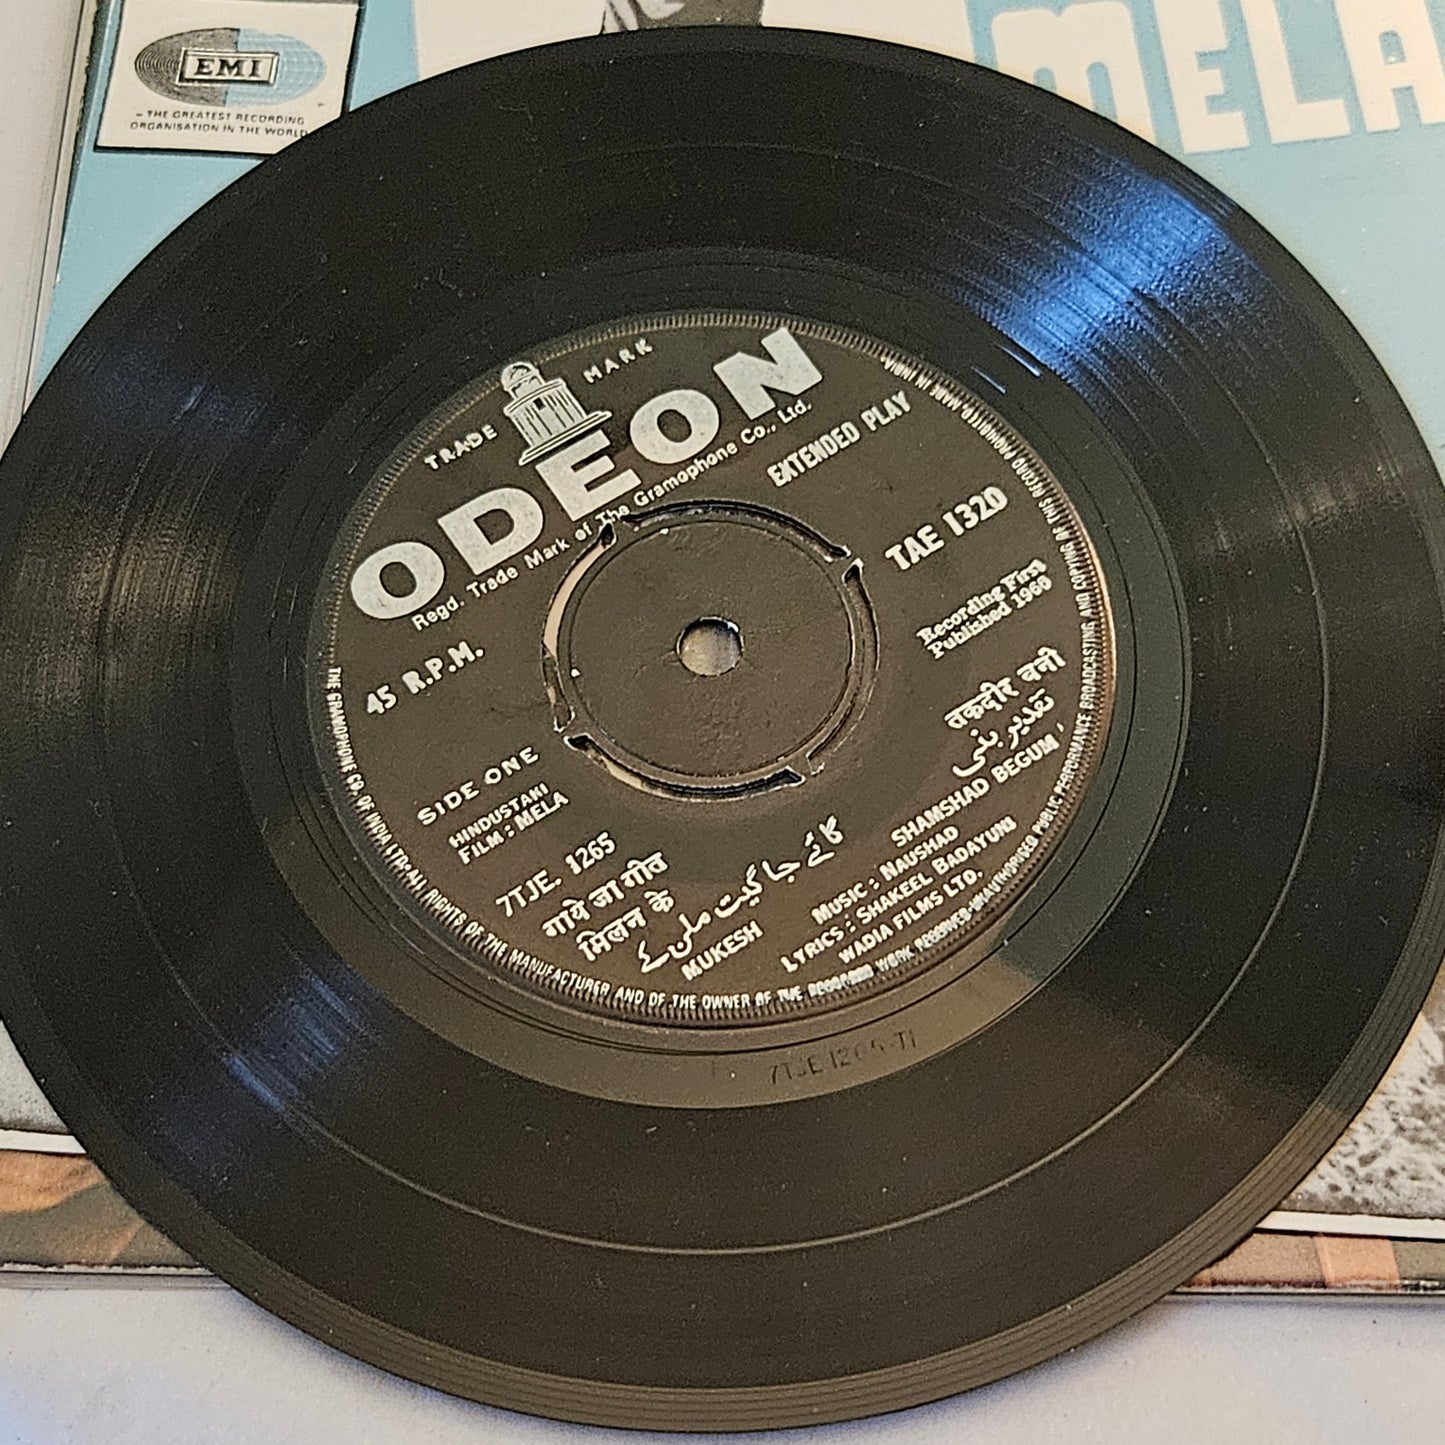 EMI
– THE GREATEST RECORDING
ORGANISATION IN THE WORLD
MELA
TRADE MARK
ODEON
Regd. Trade Mark of The Gramophone Co., Ltd.
EXTENDED PLAY
TAE 1320
45 R.P.M.
Recording First
Published 1966
SIDE ONE
HINDUSTANI
FILM : MELA
7TJE. 1265
गाये जा गीत
मिलन के
گائے جا گیت ملن کے
MUKESH
तकदीर बनी
تقدیر بنی
SHAMSHAD BEGUM
MUSIC : NAUSHAD
LYRICS : SHAKEEL BADAYUNI
WADIA FILMS LTD.
THE GRAMOPHONE CO. OF INDIA LTD. ALL RIGHTS OF THE MANUFACTURER AND OF THE OWNER OF THE RECORDED WORK RESERVED UNAUTHORISED PUBLIC PERFORMANCE BROADCASTING AND COPYING OF THIS RECORD PROHIBITED. MADE IN INDIA
7TJE 1265-T1